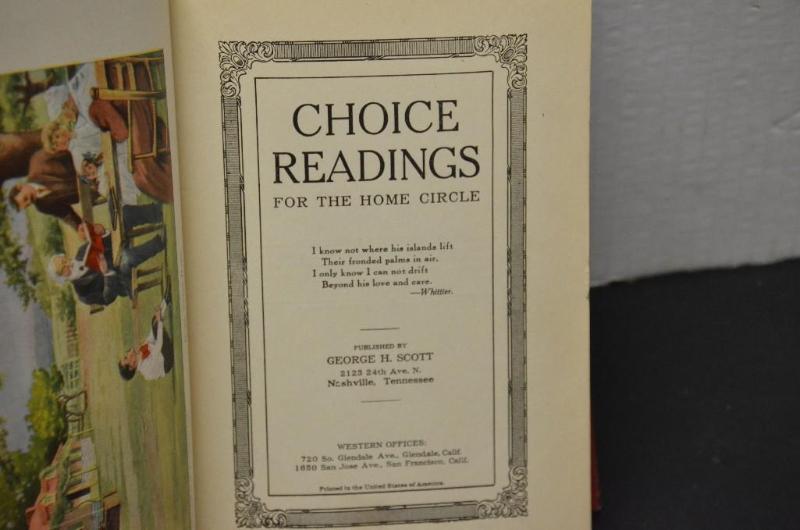 CHOICE
READINGS
FOR THE HOME CIRCLE
I know not where his islands lift
Their fronded palms in air,
I only know I can not drift
Beyond his love and care.
—Whittier.
PUBLISHED BY
GEORGE H. SCOTT
2123 24th Ave. N.
Nashville, Tennessee
WESTERN OFFICES:
720 So. Glendale Ave., Glendale, Calif.
1650 San Jose Ave., San Francisco, Calif.
Printed in the United States of America.